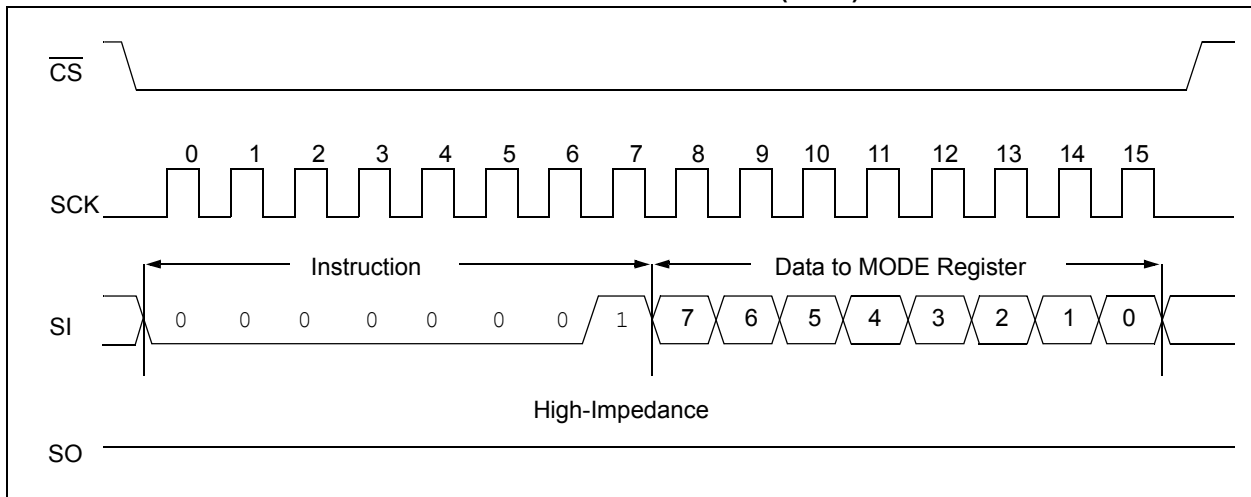 CS
0 1 2 3 4 5 6 7 8 9 10 11 12 13 14 15
SCK
Instruction Data to MODE Register
SI 0 0 0 0 0 0 0 1 7 6 5 4 3 2 1 0
High-Impedance
SO